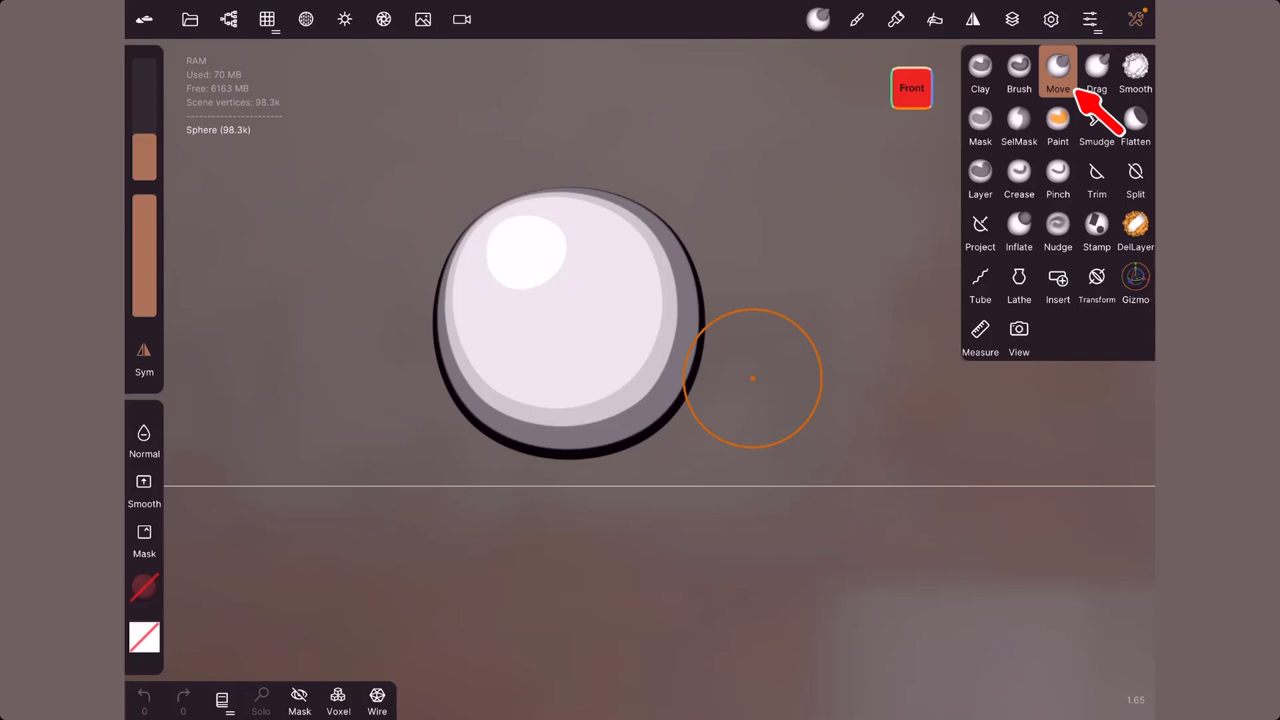 RAM
Used: 70 MB
Free: 6163 MB
Scene vertices: 98.3k
Sphere (98.3k)
Front
Clay Brush Move Drag Smooth
Mask SelMask Paint Smudge Flatten
Layer Crease Pinch Trim Split
Project Inflate Nudge Stamp DelLayer
Tube Lathe Insert Transform Gizmo
Measure View
Sym
Normal
Smooth
Mask
0 0 Solo Mask Voxel Wire
1.65